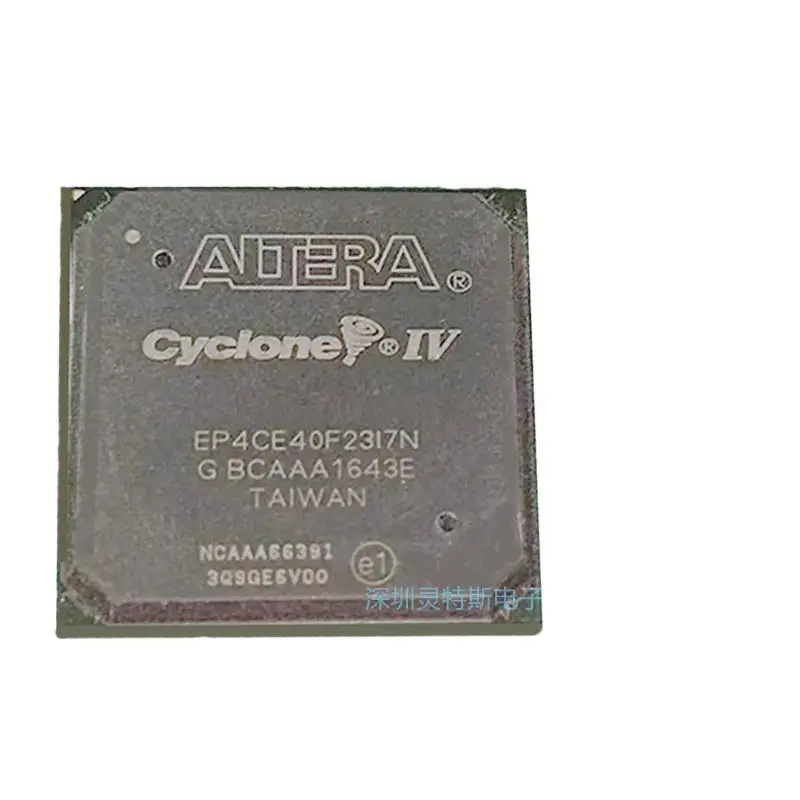 ALTERA®
Cyclone® IV
EP4CE40F23I7N
G BCAAA1643E
TAIWAN
NCAAA66391
3QSGE6V00
e1
深圳灵特斯电子